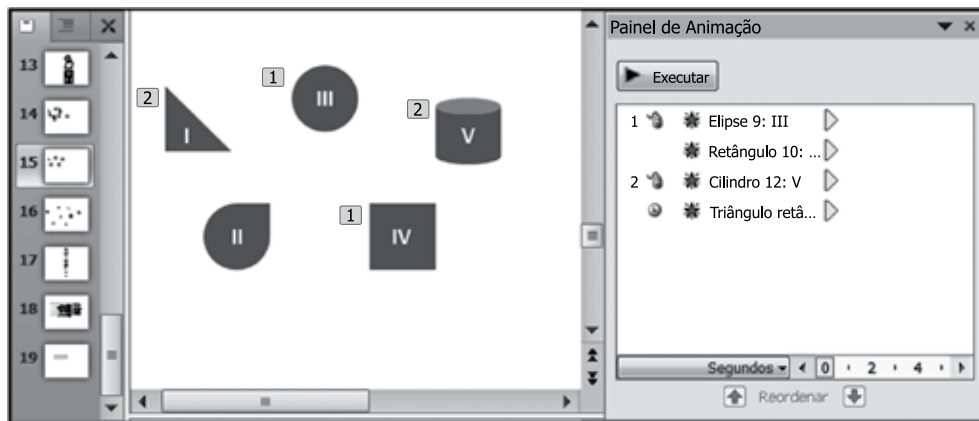 13
14
15
16
17
18
19
2
I
1
III
2
V
II
1
IV
Painel de Animação
Executar
1 Elipse 9: III
Retângulo 10: ...
2 Cilindro 12: V
Triângulo retâ...
Segundos 0 2 4
Reordenar